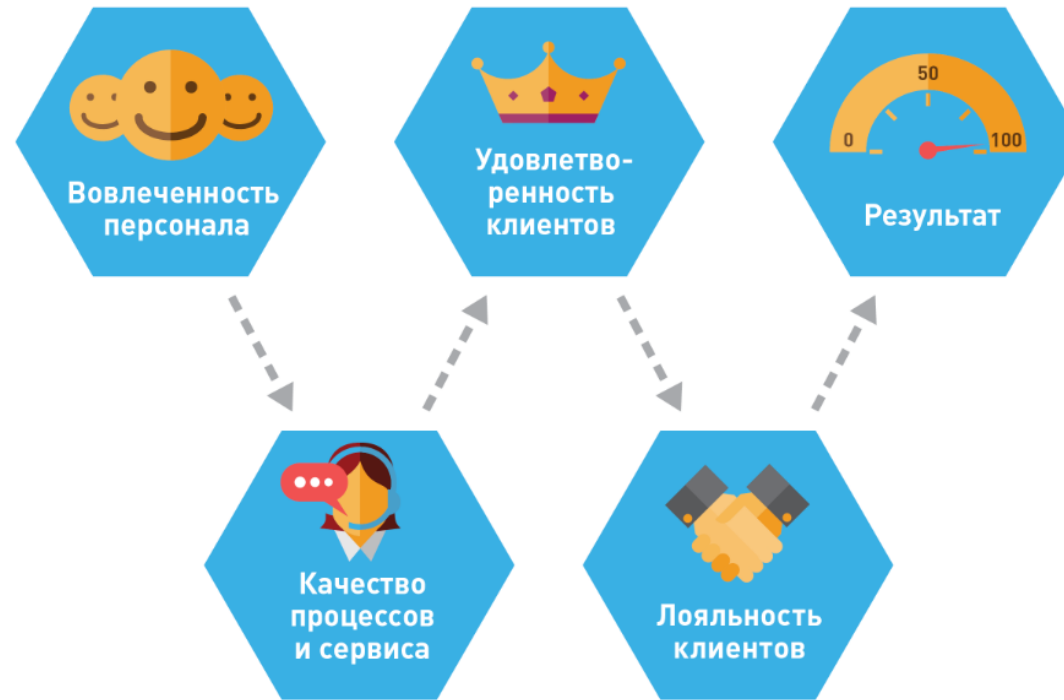 Вовлеченность
персонала
Качество
процессов
и сервиса
Удовлетво-
ренность
клиентов
Лояльность
клиентов
0
50
100
Результат